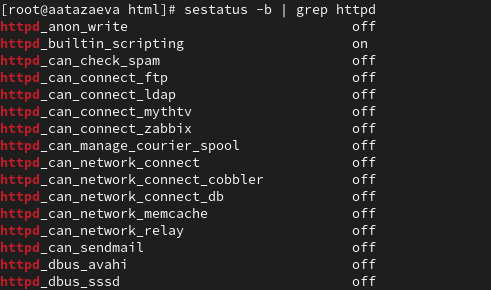 [root@aatazaeva html]# sestatus -b | grep httpd
httpd_anon_write                            off
httpd_builtin_scripting                     on
httpd_can_check_spam                        off
httpd_can_connect_ftp                       off
httpd_can_connect_ldap                      off
httpd_can_connect_mythtv                    off
httpd_can_connect_zabbix                    off
httpd_can_manage_courier_spool              off
httpd_can_network_connect                   off
httpd_can_network_connect_cobbler           off
httpd_can_network_connect_db                off
httpd_can_network_memcache                  off
httpd_can_network_relay                     off
httpd_can_sendmail                          off
httpd_dbus_avahi                            off
httpd_dbus_sssd                             off